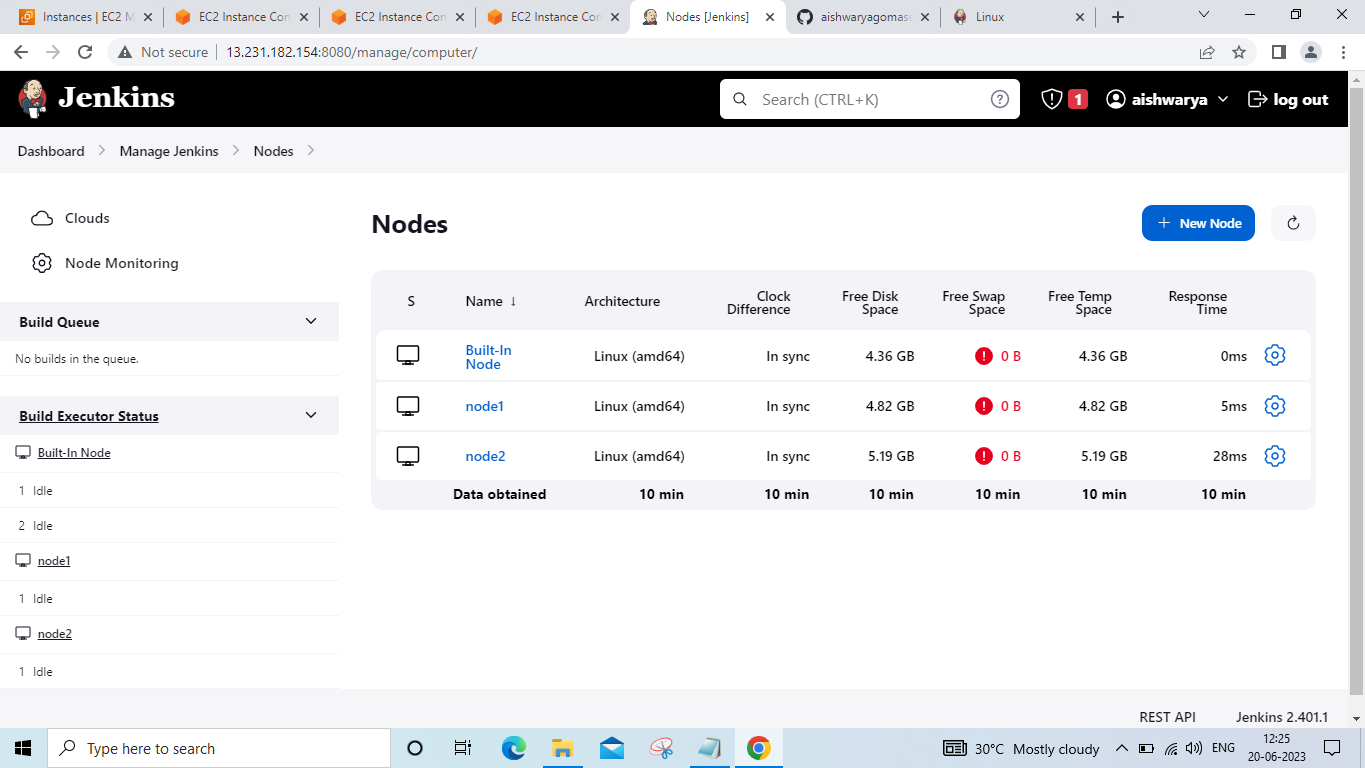 Instances | EC2 M
EC2 Instance Con
EC2 Instance Con
EC2 Instance Con
Nodes [Jenkins]
aishwaryagomase
Linux
Not secure
13.231.182.154:8080/manage/computer/
Jenkins
Search (CTRL+K)
1
aishwarya
log out
Dashboard
Manage Jenkins
Nodes
Clouds
Node Monitoring
Build Queue
No builds in the queue.
Build Executor Status
Built-In Node
1 Idle
2 Idle
node1
1 Idle
node2
1 Idle
Nodes
+ New Node
S Name ↓ Architecture Clock Difference Free Disk Space Free Swap Space Free Temp Space Response Time
Built-In Node Linux (amd64) In sync 4.36 GB 0 B 4.36 GB 0ms
node1 Linux (amd64) In sync 4.82 GB 0 B 4.82 GB 5ms
node2 Linux (amd64) In sync 5.19 GB 0 B 5.19 GB 28ms
Data obtained 10 min 10 min 10 min 10 min 10 min 10 min
REST API
Jenkins 2.401.1
Type here to search
30°C Mostly cloudy
ENG
12:25
20-06-2023